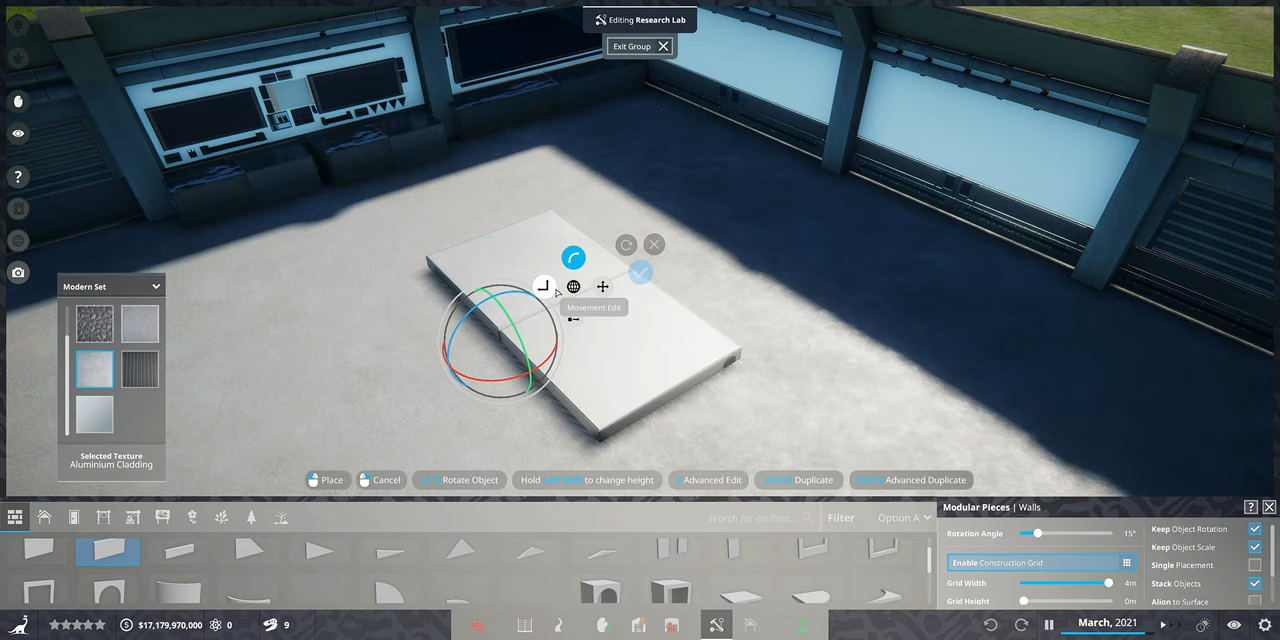 Editing Research Lab
Exit Group
?
Modern Set
Movement Edit
Selected Texture
Aluminium Cladding
Place
Cancel
Rotate Object
Hold Left Shift to change height
Advanced Edit
Duplicate
Advanced Duplicate
Search for an item...
Filter
Option A
Modular Pieces | Walls
?
Rotation Angle
15°
Enable Construction Grid
Grid Width
4m
Grid Height
0m
Keep Object Rotation
Keep Object Scale
Single Placement
Stack Objects
Align to Surface
$17,179,970,000
0
9
March, 2021